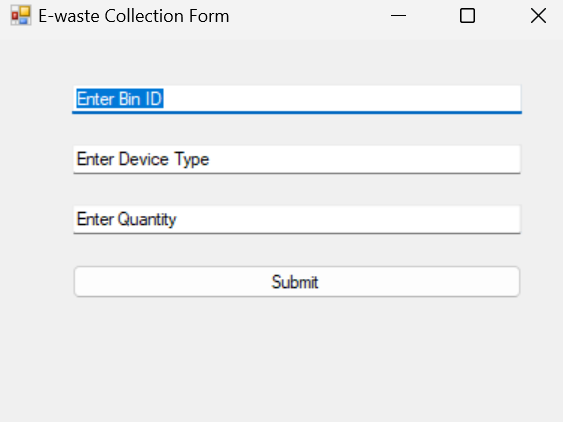 E-waste Collection Form
Enter Bin ID
Enter Device Type
Enter Quantity
Submit